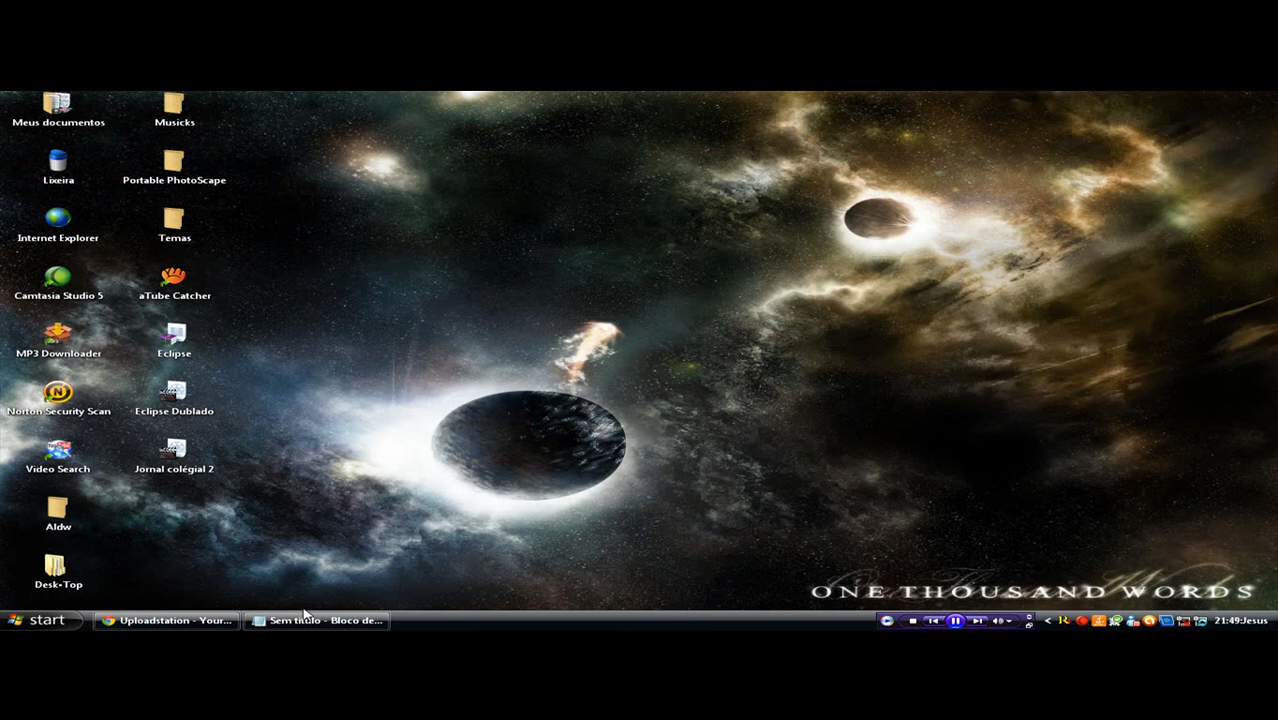 Meus documentos
Musicks
Lixeira
Portable PhotoScape
Internet Explorer
Temas
Camtasia Studio 5
aTube Catcher
MP3 Downloader
Eclipse
Norton Security Scan
Eclipse Dublado
Video Search
Jornal colégial 2
Aldw
Desk•Top
ONE THOUSAND WORDS
start
Uploadstation - Your...
Sem título - Bloco de...
21:49:Jesus